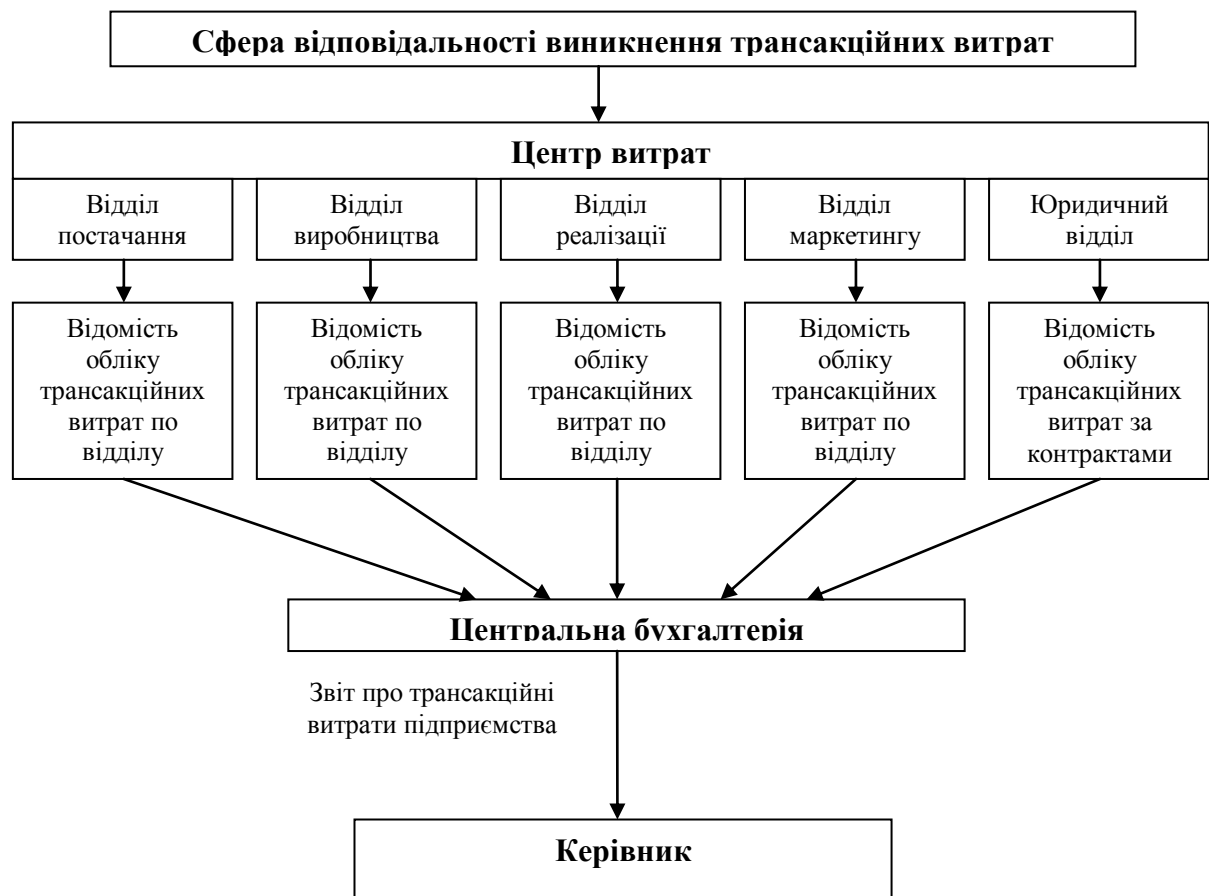 Сфера відповідальності виникнення трансакційних витрат
Центр витрат
Відділ
постачання
Відділ
виробництва
Відділ
реалізації
Відділ
маркетингу
Юридичний
відділ
Відомість
обліку
трансакційних
витрат по
відділу
Відомість
обліку
трансакційних
витрат по
відділу
Відомість
обліку
трансакційних
витрат по
відділу
Відомість
обліку
трансакційних
витрат по
відділу
Відомість
обліку
трансакційних
витрат за
контрактами
Центральна бухгалтерія
Звіт про трансакційні
витрати підприємства
Керівник